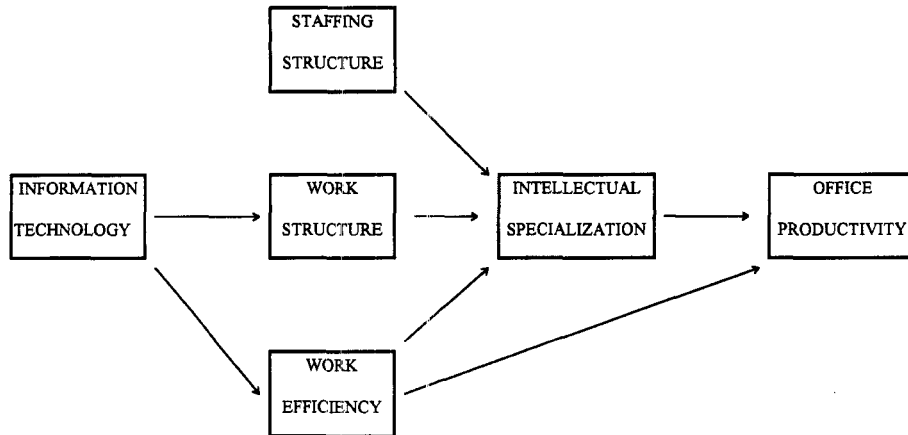 STAFFING
STRUCTURE
INFORMATION
TECHNOLOGY
WORK
STRUCTURE
INTELLECTUAL
SPECIALIZATION
OFFICE
PRODUCTIVITY
WORK
EFFICIENCY